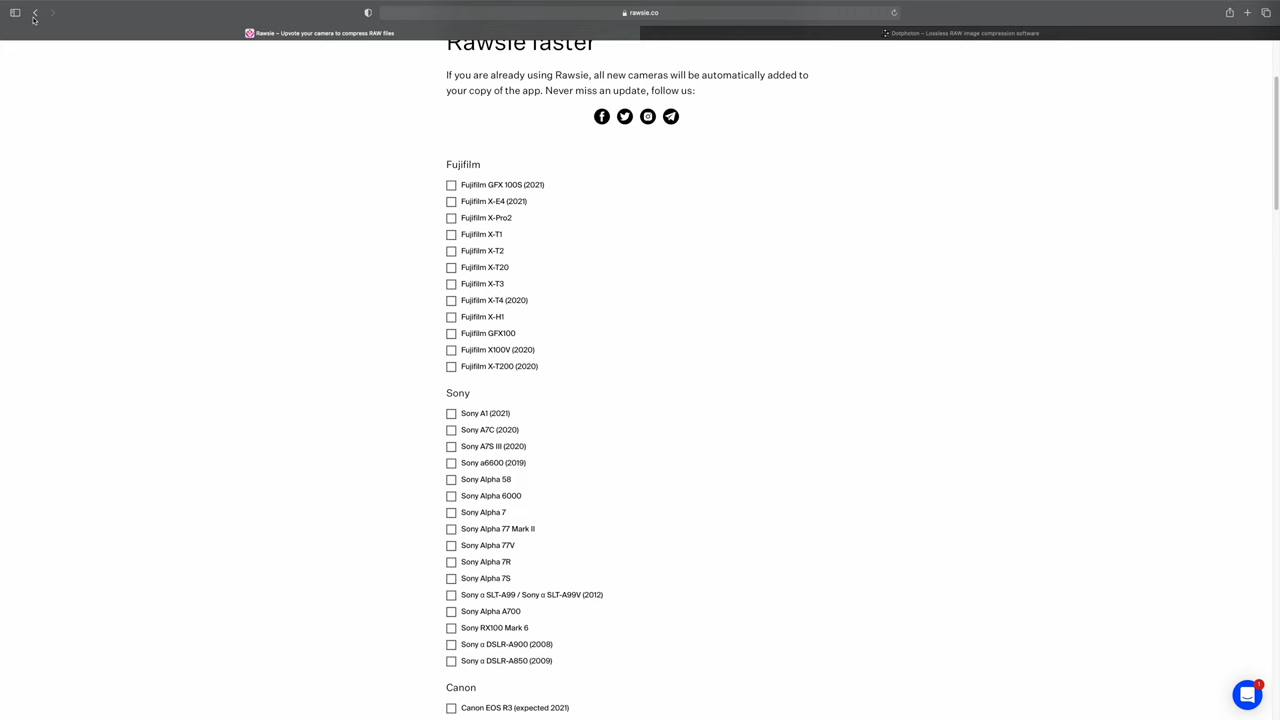 rawsie.co
Rawsie – Upvote your camera to compress RAW files
Dotphoton – Lossless RAW image compression software
Rawsie faster
If you are already using Rawsie, all new cameras will be automatically added to
your copy of the app. Never miss an update, follow us:
Fujifilm
Fujifilm GFX 100S (2021)
Fujifilm X-E4 (2021)
Fujifilm X-Pro2
Fujifilm X-T1
Fujifilm X-T2
Fujifilm X-T20
Fujifilm X-T3
Fujifilm X-T4 (2020)
Fujifilm X-H1
Fujifilm GFX100
Fujifilm X100V (2020)
Fujifilm X-T200 (2020)
Sony
Sony A1 (2021)
Sony A7C (2020)
Sony A7S III (2020)
Sony a6600 (2019)
Sony Alpha 58
Sony Alpha 6000
Sony Alpha 7
Sony Alpha 77 Mark II
Sony Alpha 77V
Sony Alpha 7R
Sony Alpha 7S
Sony α SLT-A99 / Sony α SLT-A99V (2012)
Sony Alpha A700
Sony RX100 Mark 6
Sony α DSLR-A900 (2008)
Sony α DSLR-A850 (2009)
Canon
Canon EOS R3 (expected 2021)
1